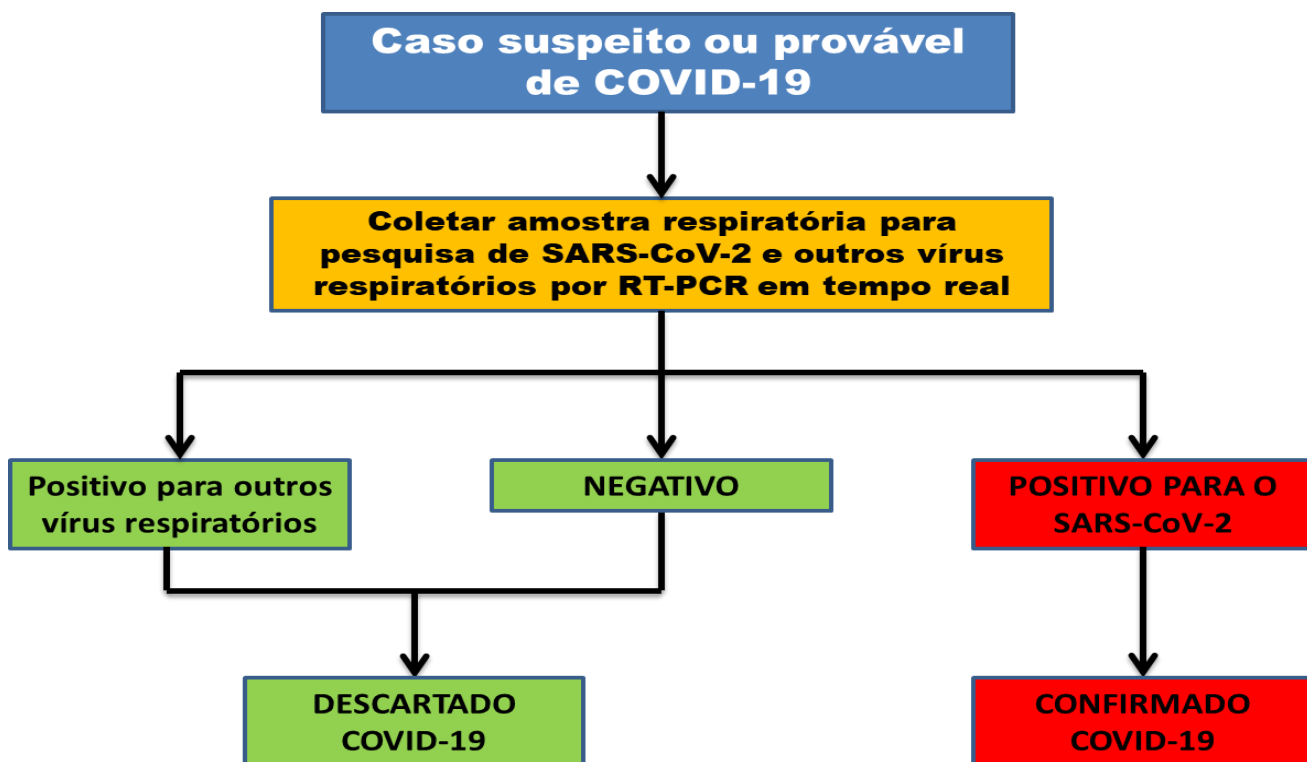 Caso suspeito ou provável
de COVID-19
Coletar amostra respiratória para
pesquisa de SARS-CoV-2 e outros vírus
respiratórios por RT-PCR em tempo real
Positivo para outros
vírus respiratórios
NEGATIVO
POSITIVO PARA O
SARS-CoV-2
DESCARTADO
COVID-19
CONFIRMADO
COVID-19